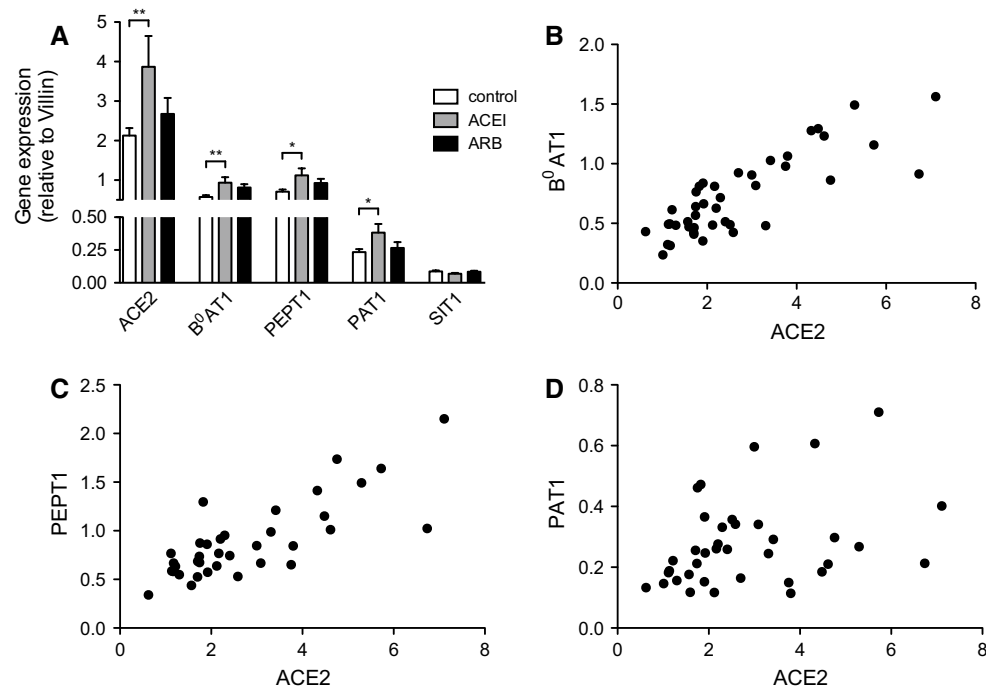 A
Gene expression
(relative to Villin)
5
4
3
2
1
0.50
0.25
0.00
**
**
*
*
control
ACEI
ARB
ACE2
B⁰AT1
PEPT1
PAT1
SIT1
B
B⁰ AT1
2.0
1.5
1.0
0.5
0.0
0 2 4 6 8
ACE2
C
PEPT1
2.5
2.0
1.5
1.0
0.5
0.0
0 2 4 6 8
ACE2
D
PAT1
0.8
0.6
0.4
0.2
0.0
0 2 4 6 8
ACE2